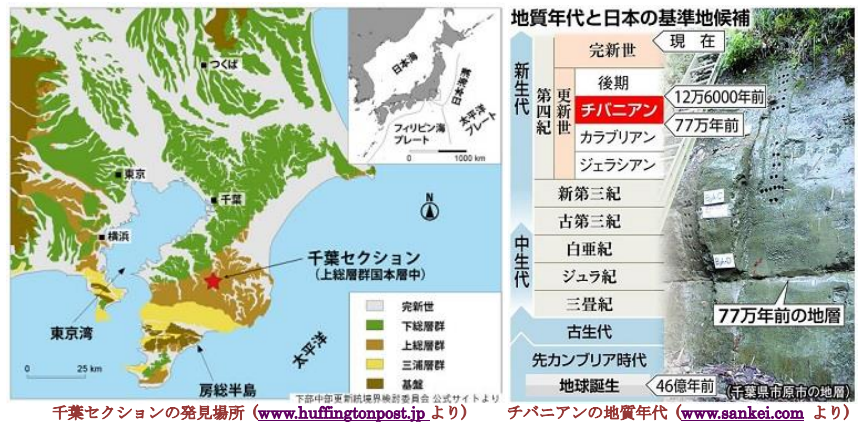 つくば
東京
千葉
横浜
千葉セクション
(上総層群国本層中)
東京湾
房総半島
太平洋
N
0 25 km
日本海
日本海溝
太平洋
プレート
フィリピン海
プレート
0 1000 km
完新世
下総層群
上総層群
三浦層群
基盤
下部中部更新統境界検討委員会 公式サイトより
千葉セクションの発見場所(www.huffingtonpost.jp より)
地質年代と日本の基準地候補
新生代
第四紀
完新世
現在
更新世
後期
12万6000年前
チバニアン
77万年前
カラブリアン
ジェラシアン
新第三紀
古第三紀
中生代
白亜紀
ジュラ紀
三畳紀
古生代
先カンブリア時代
地球誕生
46億年前
77万年前の地層
(千葉県市原市の地層)
チバニアンの地質年代(www.sankei.com より)